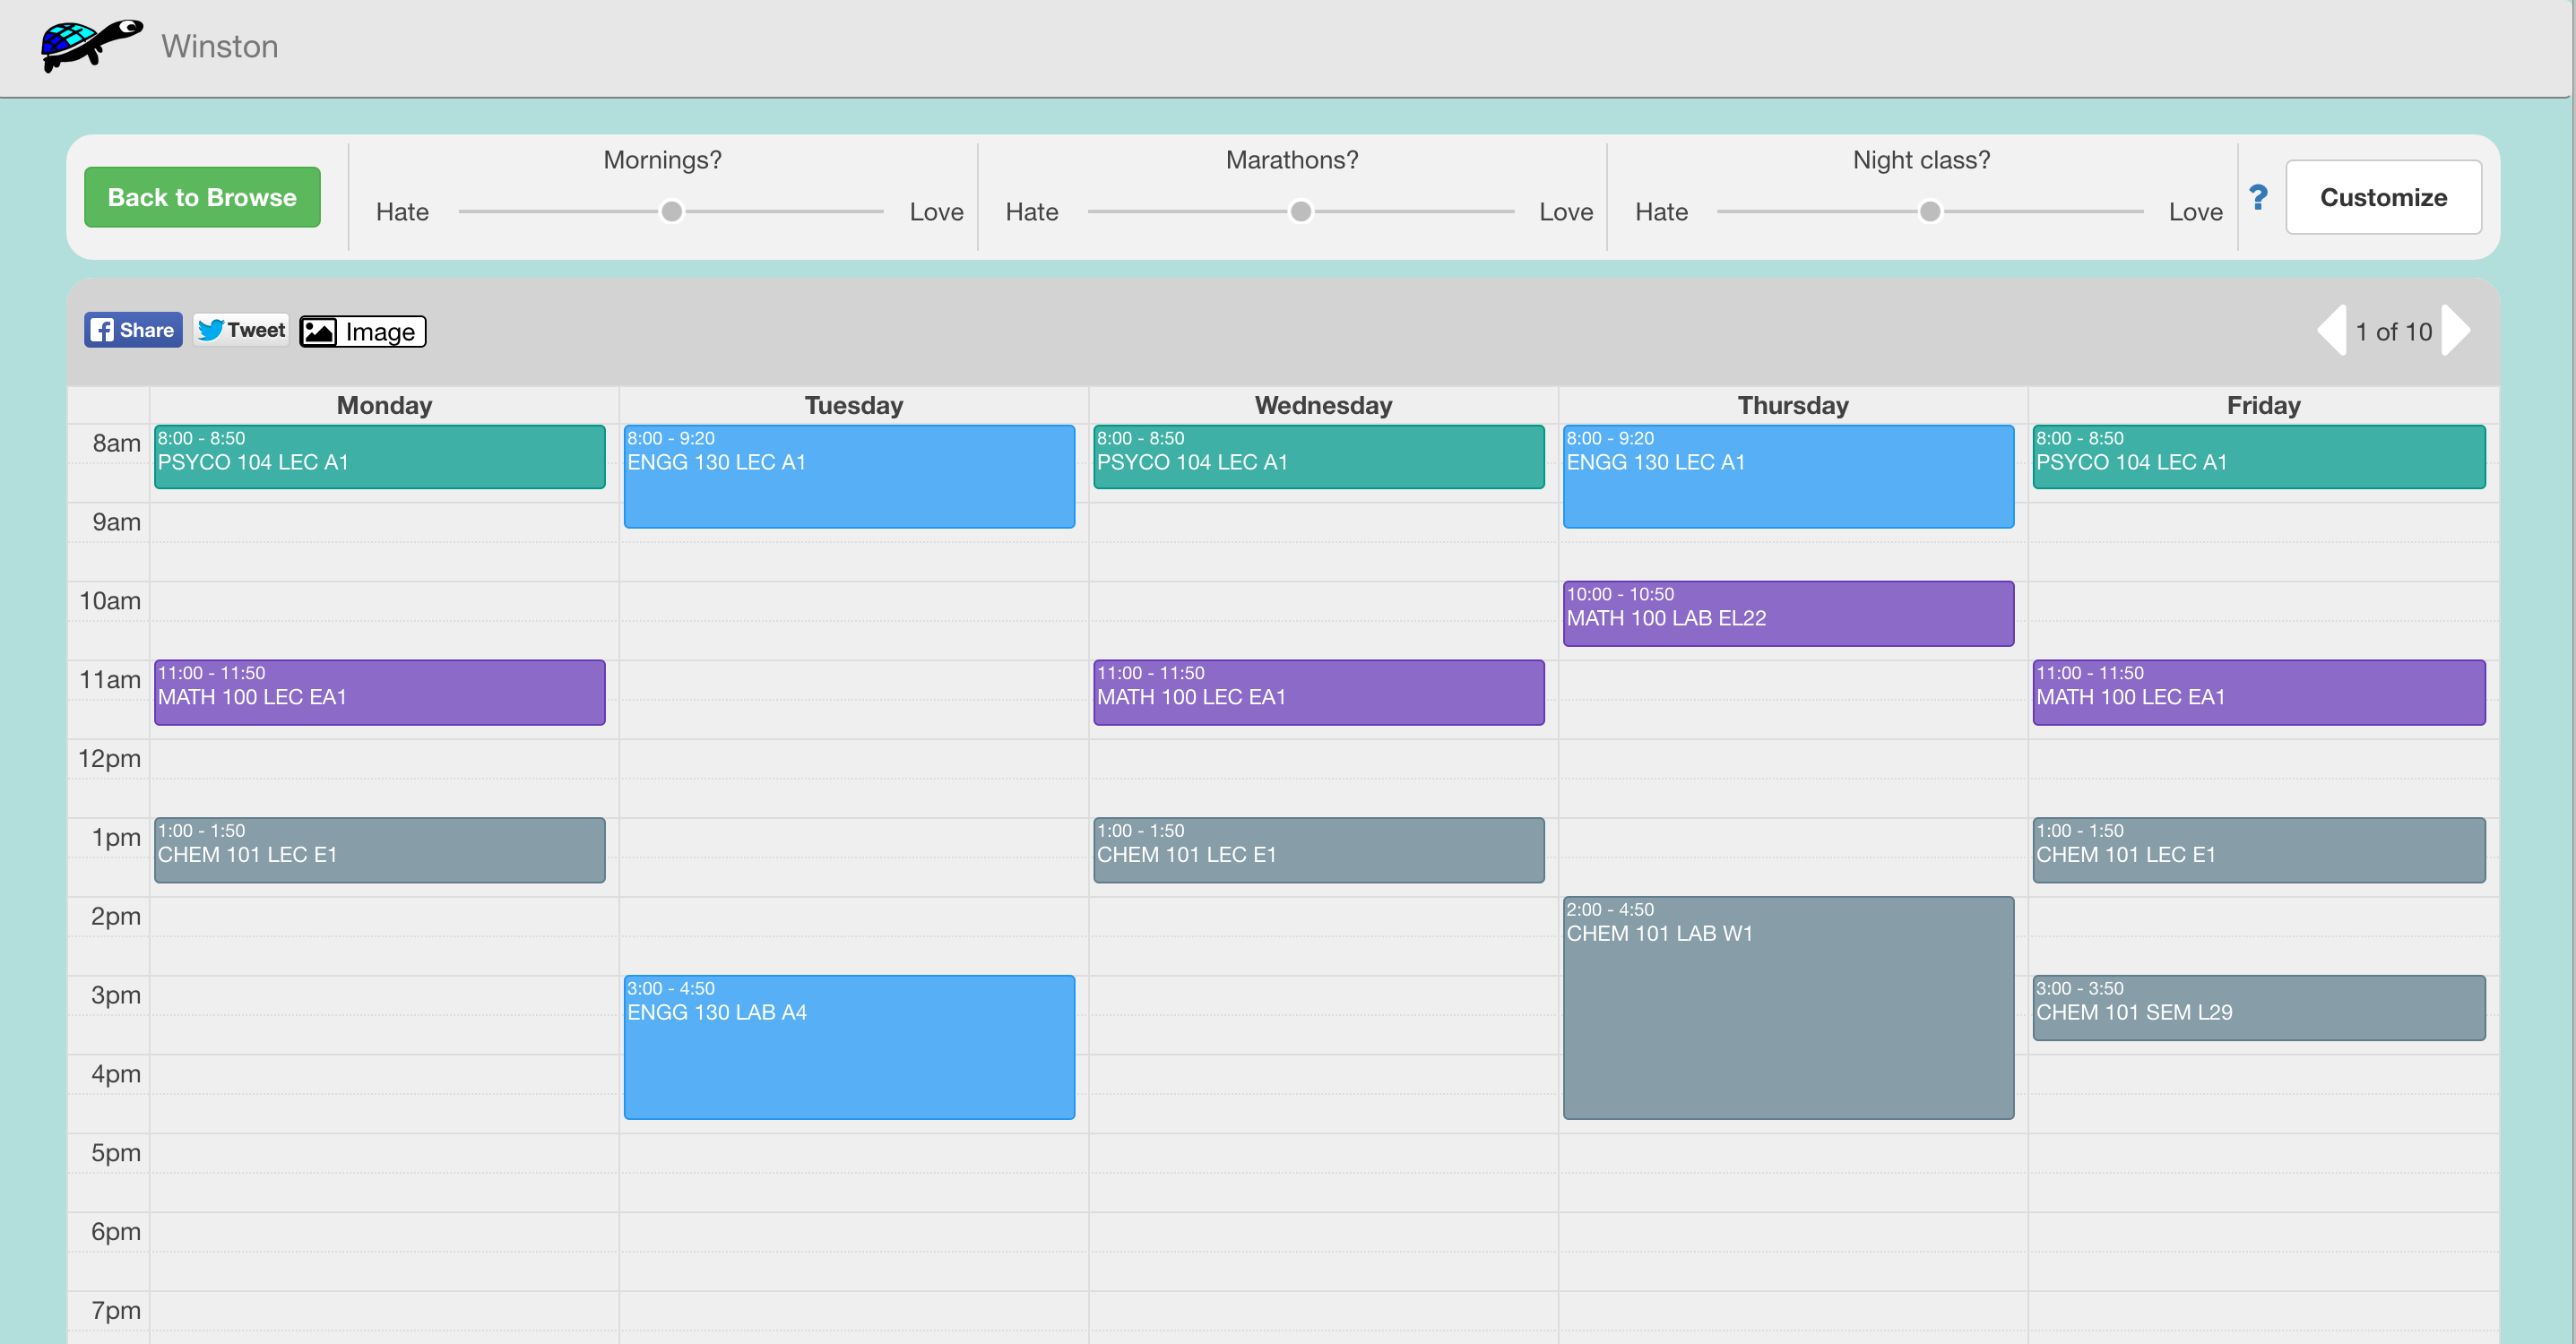 Winston
Back to Browse
Mornings?
Hate
Love
Marathons?
Hate
Love
Night class?
Hate
Love
?
Customize
Share
Tweet
Image
1 of 10
Monday
Tuesday
Wednesday
Thursday
Friday
8am
8:00 - 8:50
PSYCO 104 LEC A1
8:00 - 9:20
ENGG 130 LEC A1
8:00 - 8:50
PSYCO 104 LEC A1
8:00 - 9:20
ENGG 130 LEC A1
8:00 - 8:50
PSYCO 104 LEC A1
9am
10am
10:00 - 10:50
MATH 100 LAB EL22
11am
11:00 - 11:50
MATH 100 LEC EA1
11:00 - 11:50
MATH 100 LEC EA1
11:00 - 11:50
MATH 100 LEC EA1
12pm
1pm
1:00 - 1:50
CHEM 101 LEC E1
1:00 - 1:50
CHEM 101 LEC E1
1:00 - 1:50
CHEM 101 LEC E1
2pm
2:00 - 4:50
CHEM 101 LAB W1
3pm
3:00 - 4:50
ENGG 130 LAB A4
3:00 - 3:50
CHEM 101 SEM L29
4pm
5pm
6pm
7pm